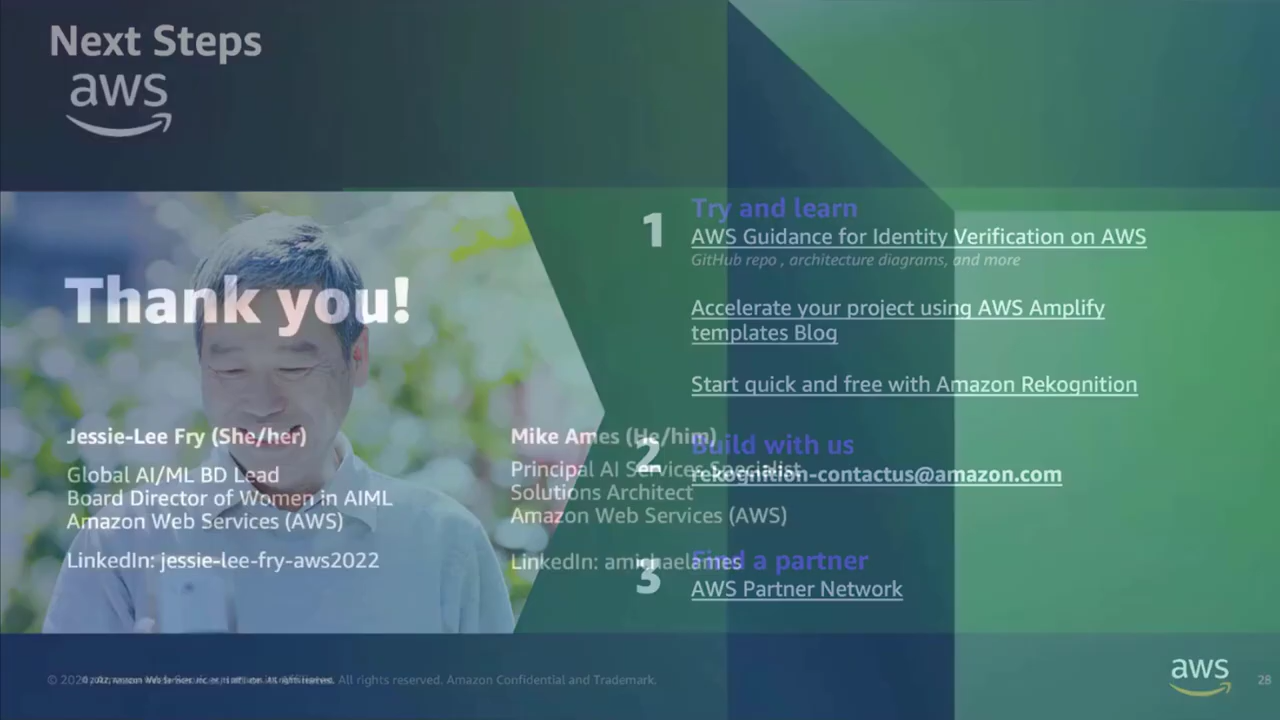 Next Steps
aws
Thank you!
Jessie-Lee Fry (She/her)
Global AI/ML BD Lead
Board Director of Women in AIML
Amazon Web Services (AWS)
LinkedIn: jessie-lee-fry-aws2022
Mike Ames (He/him)
Principal AI Services Specialist
Solutions Architect
Amazon Web Services (AWS)
LinkedIn: amichaelames
1
Try and learn
AWS Guidance for Identity Verification on AWS
GitHub repo , architecture diagrams, and more
Accelerate your project using AWS Amplify
templates Blog
Start quick and free with Amazon Rekognition
2
Build with us
rekognition-contactus@amazon.com
3
Find a partner
AWS Partner Network
All rights reserved. Amazon Confidential and Trademark.
aws
28